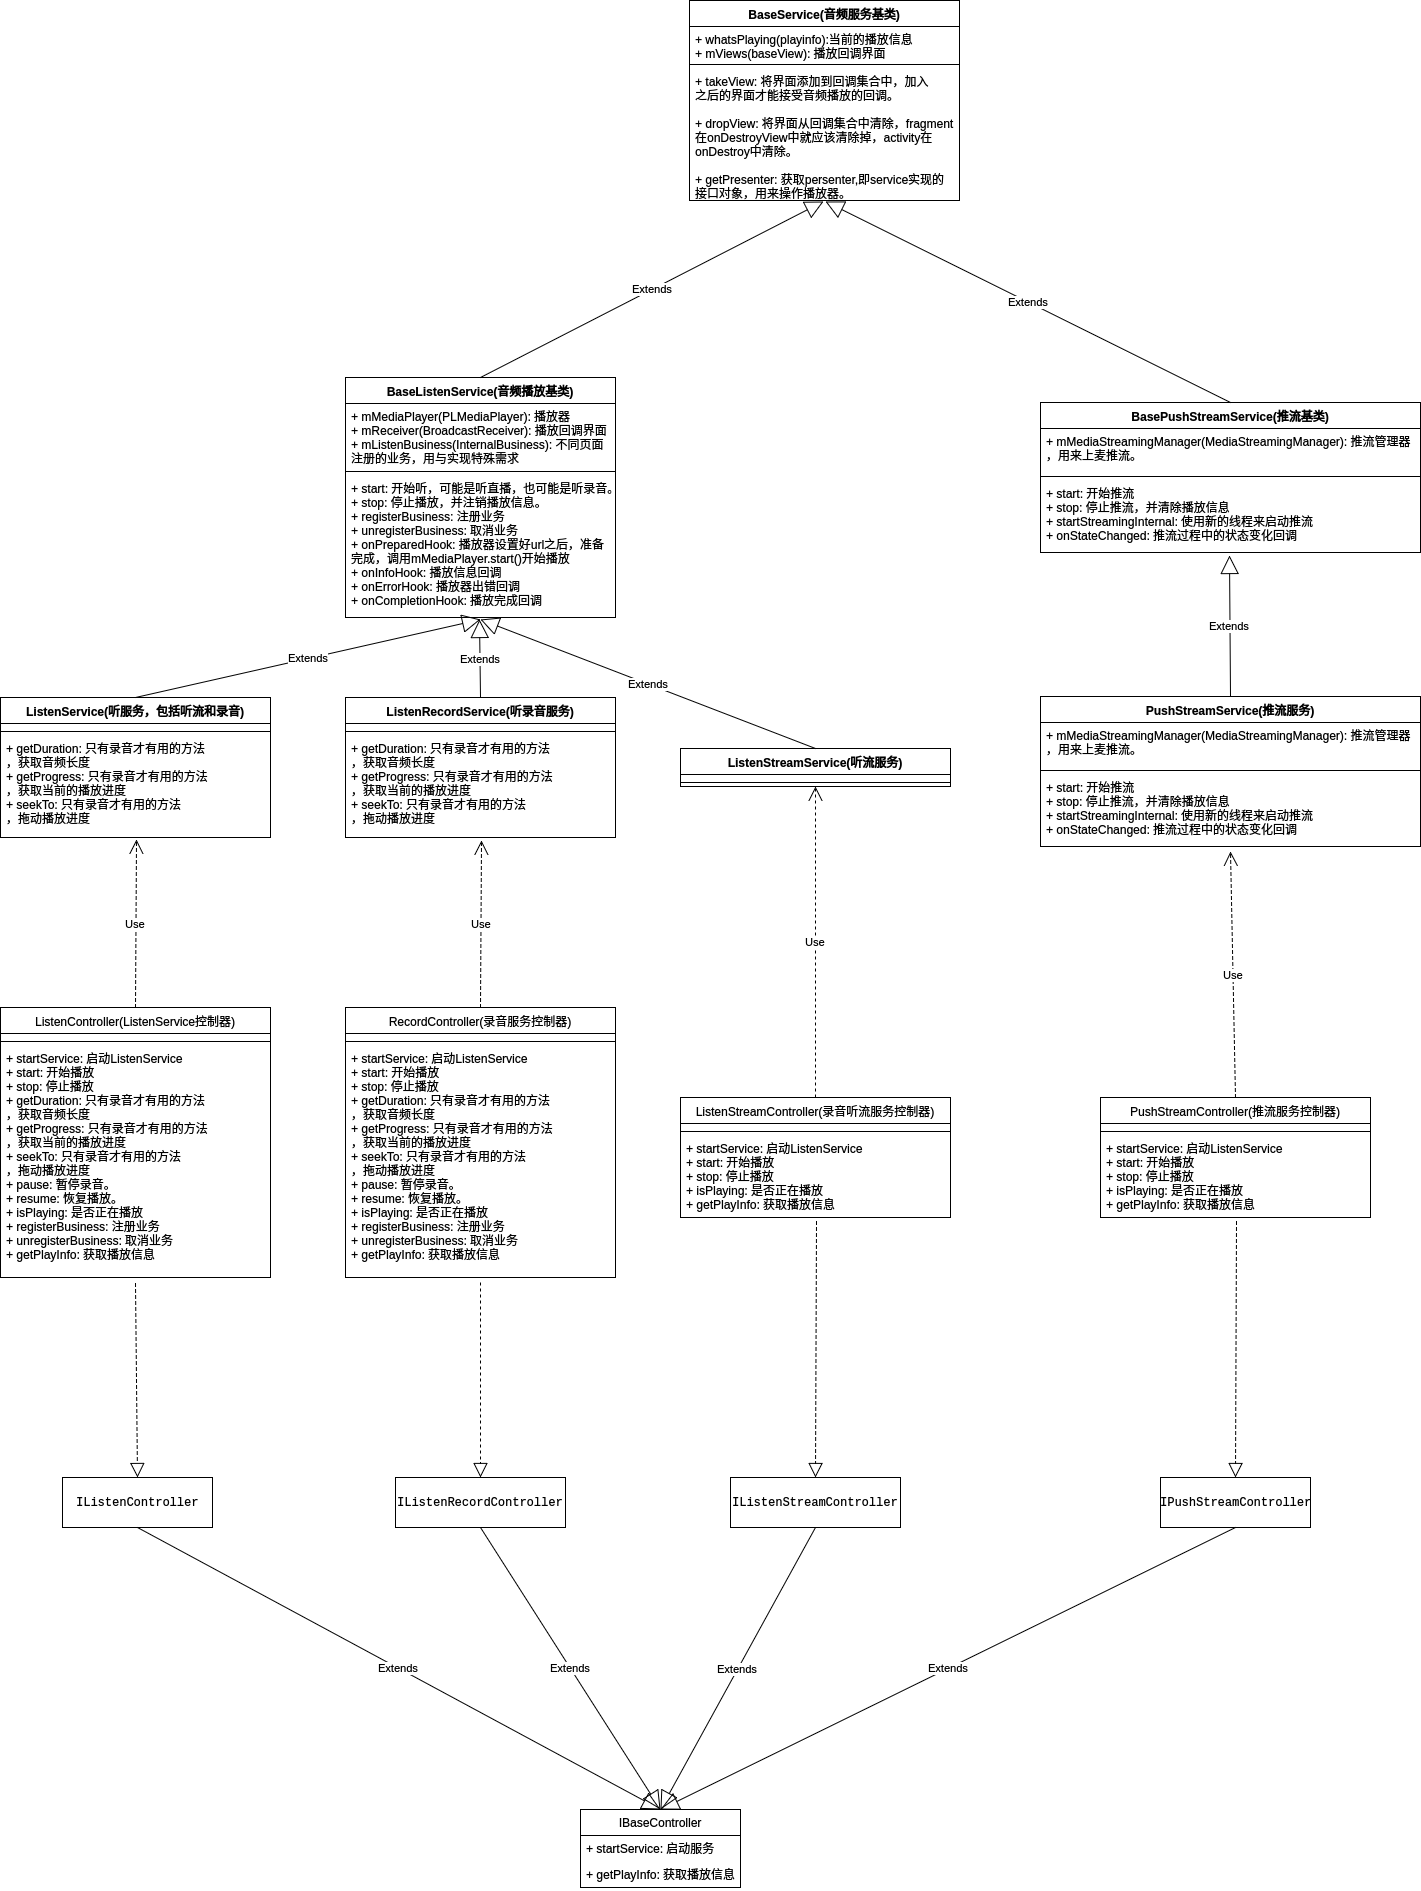 BaseService(音频服务基类)
+ whatsPlaying(playinfo):当前的播放信息
+ mViews(baseView): 播放回调界面
+ takeView: 将界面添加到回调集合中，加入
之后的界面才能接受音频播放的回调。
+ dropView: 将界面从回调集合中清除，fragment
在onDestroyView中就应该清除掉，activity在
onDestroy中清除。
+ getPresenter: 获取persenter,即service实现的
接口对象，用来操作播放器。
Extends
Extends
BaseListenService(音频播放基类)
+ mMediaPlayer(PLMediaPlayer): 播放器
+ mReceiver(BroadcastReceiver): 播放回调界面
+ mListenBusiness(InternalBusiness): 不同页面
注册的业务，用与实现特殊需求
+ start: 开始听，可能是听直播，也可能是听录音。
+ stop: 停止播放，并注销播放信息。
+ registerBusiness: 注册业务
+ unregisterBusiness: 取消业务
+ onPreparedHook: 播放器设置好url之后，准备
完成，调用mMediaPlayer.start()开始播放
+ onInfoHook: 播放信息回调
+ onErrorHook: 播放器出错回调
+ onCompletionHook: 播放完成回调
BasePushStreamService(推流基类)
+ mMediaStreamingManager(MediaStreamingManager): 推流管理器
，用来上麦推流。
+ start: 开始推流
+ stop: 停止推流，并清除播放信息
+ startStreamingInternal: 使用新的线程来启动推流
+ onStateChanged: 推流过程中的状态变化回调
Extends
Extends
Extends
Extends
ListenService(听服务，包括听流和录音)
+ getDuration: 只有录音才有用的方法
，获取音频长度
+ getProgress: 只有录音才有用的方法
，获取当前的播放进度
+ seekTo: 只有录音才有用的方法
，拖动播放进度
ListenRecordService(听录音服务)
+ getDuration: 只有录音才有用的方法
，获取音频长度
+ getProgress: 只有录音才有用的方法
，获取当前的播放进度
+ seekTo: 只有录音才有用的方法
，拖动播放进度
ListenStreamService(听流服务)
PushStreamService(推流服务)
+ mMediaStreamingManager(MediaStreamingManager): 推流管理器
，用来上麦推流。
+ start: 开始推流
+ stop: 停止推流，并清除播放信息
+ startStreamingInternal: 使用新的线程来启动推流
+ onStateChanged: 推流过程中的状态变化回调
Use
Use
Use
Use
ListenController(ListenService控制器)
+ startService: 启动ListenService
+ start: 开始播放
+ stop: 停止播放
+ getDuration: 只有录音才有用的方法
，获取音频长度
+ getProgress: 只有录音才有用的方法
，获取当前的播放进度
+ seekTo: 只有录音才有用的方法
，拖动播放进度
+ pause: 暂停录音。
+ resume: 恢复播放。
+ isPlaying: 是否正在播放
+ registerBusiness: 注册业务
+ unregisterBusiness: 取消业务
+ getPlayInfo: 获取播放信息
RecordController(录音服务控制器)
+ startService: 启动ListenService
+ start: 开始播放
+ stop: 停止播放
+ getDuration: 只有录音才有用的方法
，获取音频长度
+ getProgress: 只有录音才有用的方法
，获取当前的播放进度
+ seekTo: 只有录音才有用的方法
，拖动播放进度
+ pause: 暂停录音。
+ resume: 恢复播放。
+ isPlaying: 是否正在播放
+ registerBusiness: 注册业务
+ unregisterBusiness: 取消业务
+ getPlayInfo: 获取播放信息
ListenStreamController(录音听流服务控制器)
+ startService: 启动ListenService
+ start: 开始播放
+ stop: 停止播放
+ isPlaying: 是否正在播放
+ getPlayInfo: 获取播放信息
PushStreamController(推流服务控制器)
+ startService: 启动ListenService
+ start: 开始播放
+ stop: 停止播放
+ isPlaying: 是否正在播放
+ getPlayInfo: 获取播放信息
IListenController
IListenRecordController
IListenStreamController
IPushStreamController
Extends
Extends
Extends
Extends
IBaseController
+ startService: 启动服务
+ getPlayInfo: 获取播放信息